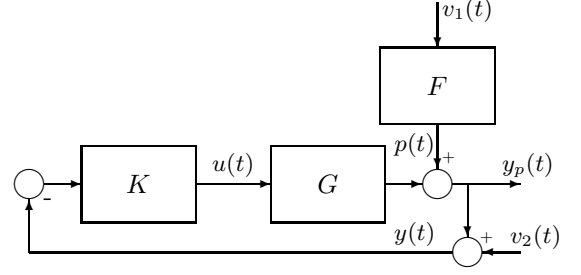 v₁(t)
F
p(t)
+
K
u(t)
G
yₚ(t)
-
y(t)
+
v₂(t)